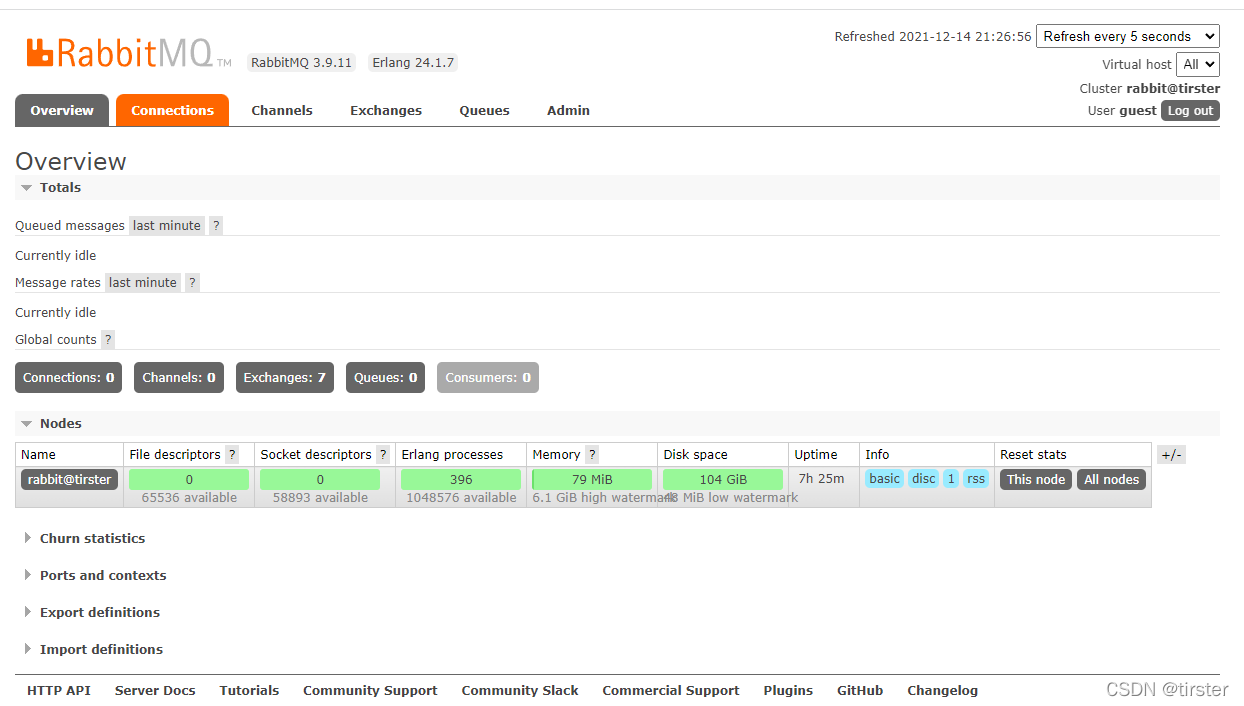 RabbitMQ TM RabbitMQ 3.9.11 Erlang 24.1.7
Refreshed 2021-12-14 21:26:56 Refresh every 5 seconds
Virtual host All
Cluster rabbit@tirster
User guest Log out
Overview Connections Channels Exchanges Queues Admin
Overview
Totals
Queued messages last minute ?
Currently idle
Message rates last minute ?
Currently idle
Global counts ?
Connections: 0 Channels: 0 Exchanges: 7 Queues: 0 Consumers: 0
Nodes
Name File descriptors ? Socket descriptors ? Erlang processes Memory ? Disk space Uptime Info Reset stats +/-
rabbit@tirster 0 0 396 79 MiB 104 GiB 7h 25m basic disc 1 rss This node All nodes
65536 available 58893 available 1048576 available 6.1 GiB high watermark 48 MiB low watermark
Churn statistics
Ports and contexts
Export definitions
Import definitions
HTTP API Server Docs Tutorials Community Support Community Slack Commercial Support Plugins GitHub Changelog
CSDN @tirster